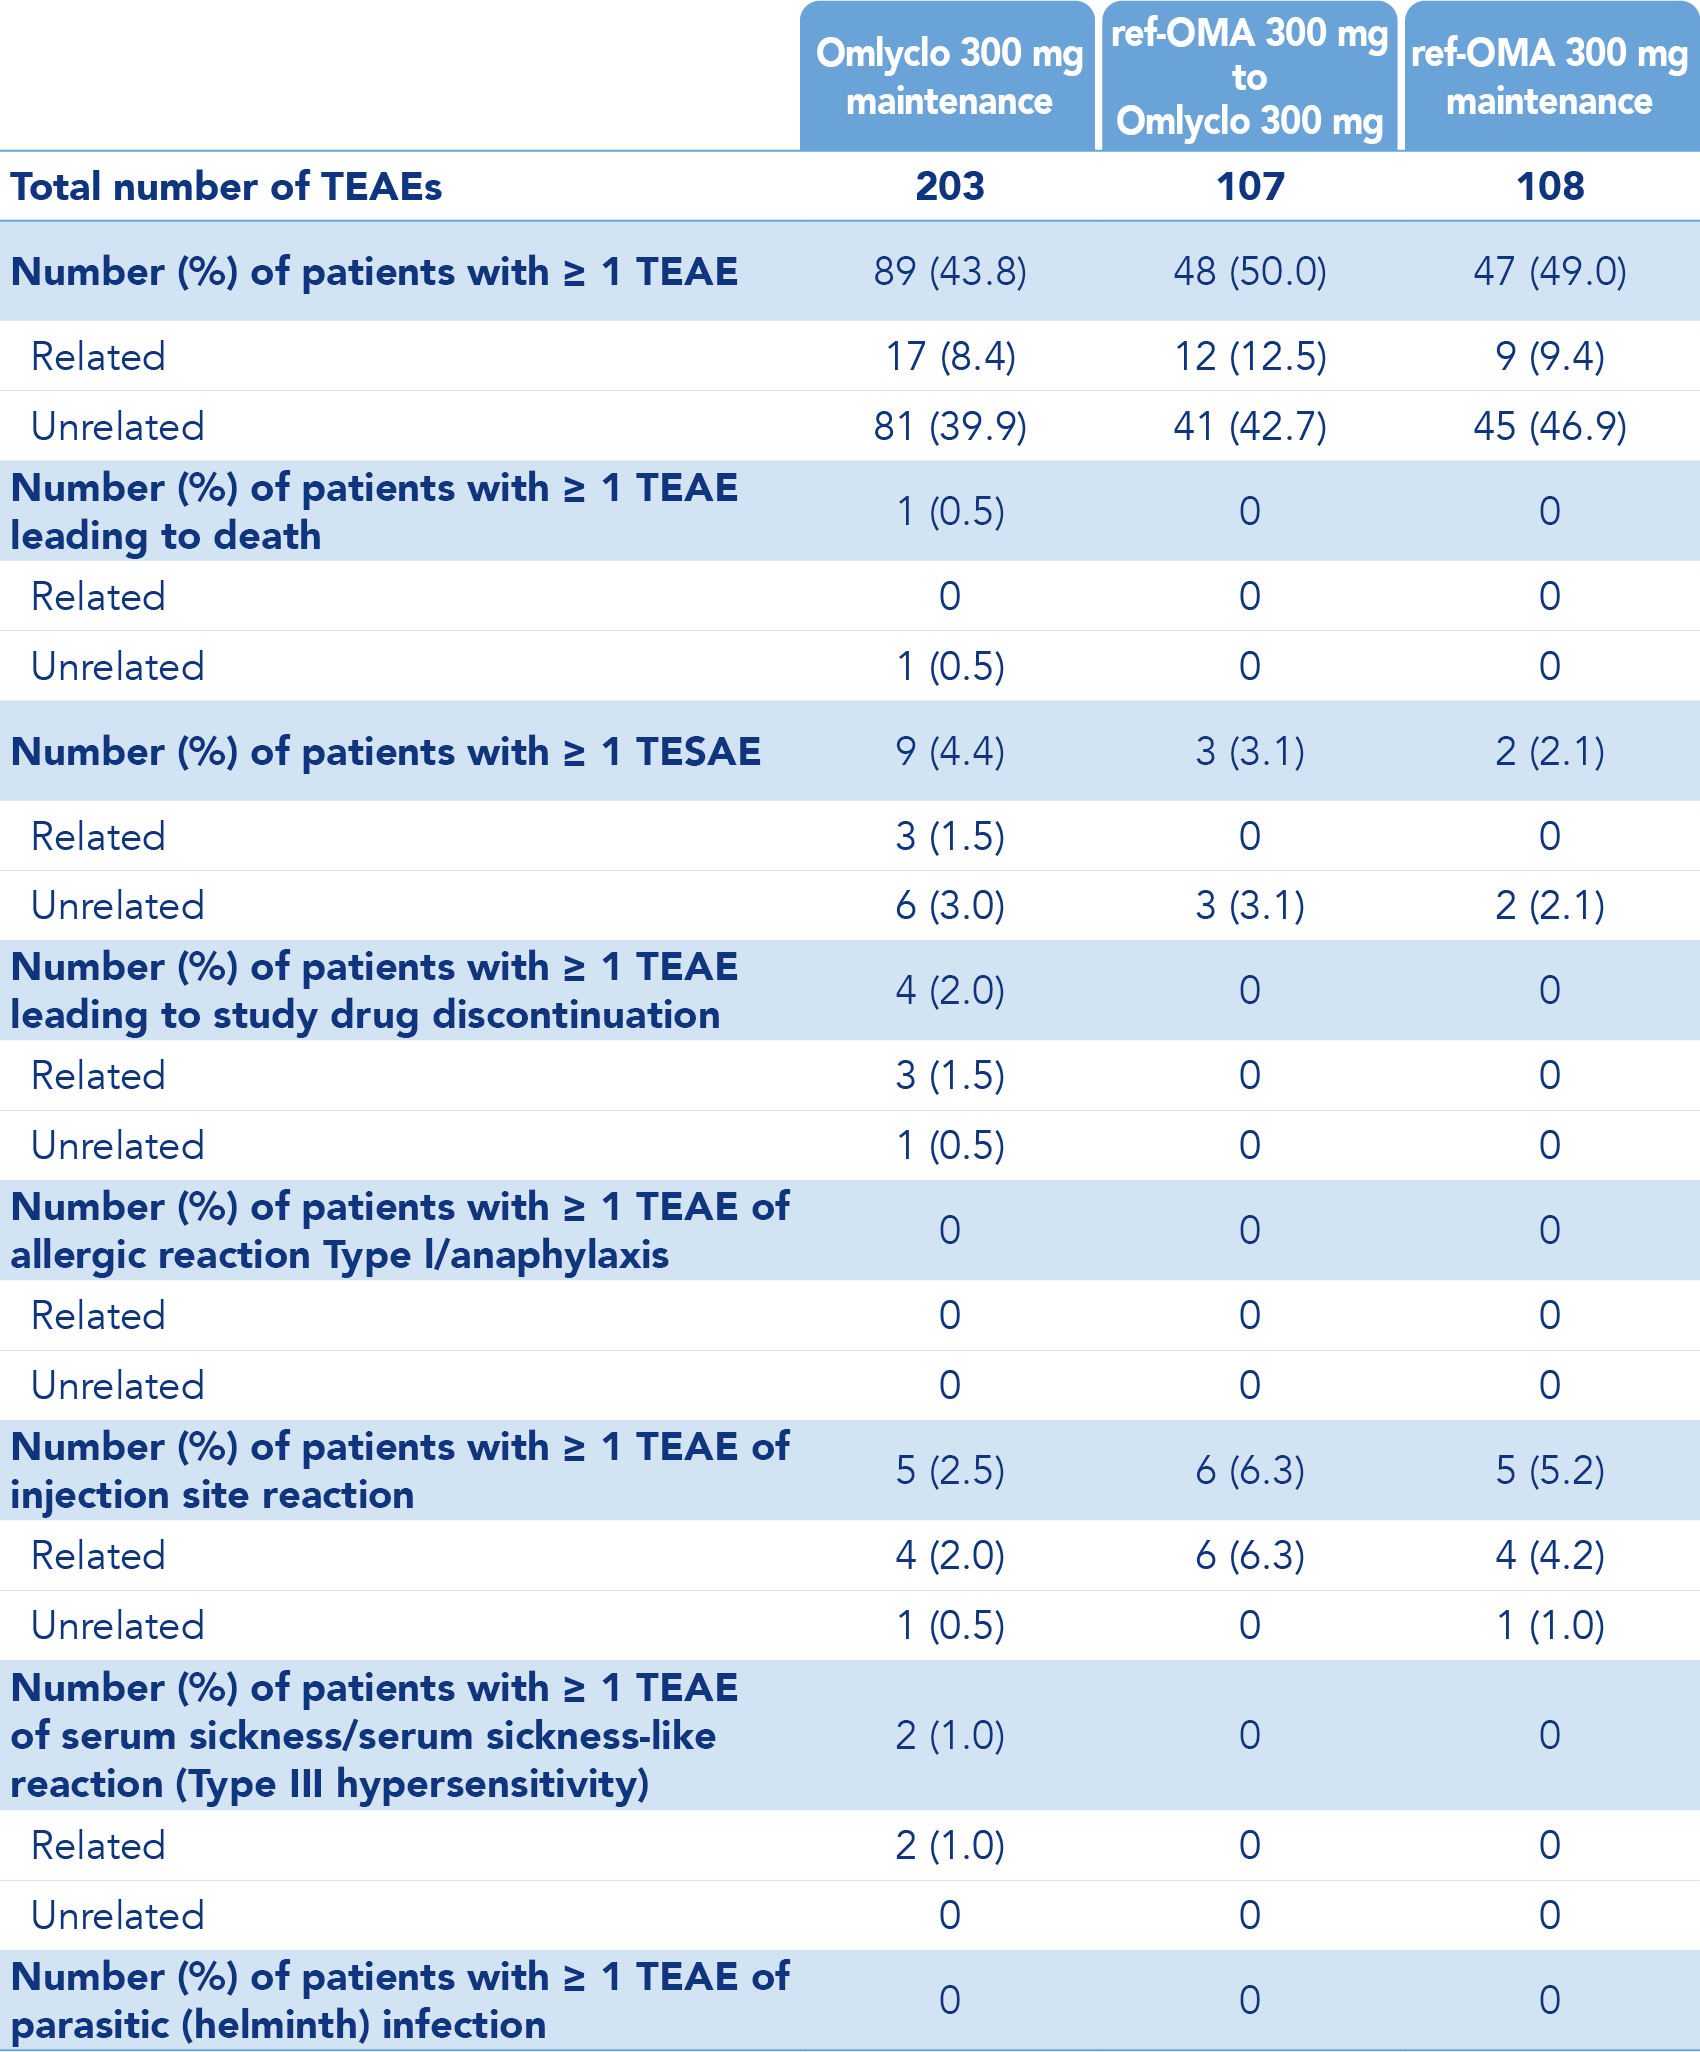 Omlyclo 300 mg
maintenance
ref-OMA 300 mg
to
Omlyclo 300 mg
ref-OMA 300 mg
maintenance
Total number of TEAEs 203 107 108
Number (%) of patients with ≥ 1 TEAE 89 (43.8) 48 (50.0) 47 (49.0)
Related 17 (8.4) 12 (12.5) 9 (9.4)
Unrelated 81 (39.9) 41 (42.7) 45 (46.9)
Number (%) of patients with ≥ 1 TEAE
leading to death 1 (0.5) 0 0
Related 0 0 0
Unrelated 1 (0.5) 0 0
Number (%) of patients with ≥ 1 TESAE 9 (4.4) 3 (3.1) 2 (2.1)
Related 3 (1.5) 0 0
Unrelated 6 (3.0) 3 (3.1) 2 (2.1)
Number (%) of patients with ≥ 1 TEAE
leading to study drug discontinuation 4 (2.0) 0 0
Related 3 (1.5) 0 0
Unrelated 1 (0.5) 0 0
Number (%) of patients with ≥ 1 TEAE of
allergic reaction Type l/anaphylaxis 0 0 0
Related 0 0 0
Unrelated 0 0 0
Number (%) of patients with ≥ 1 TEAE of
injection site reaction 5 (2.5) 6 (6.3) 5 (5.2)
Related 4 (2.0) 6 (6.3) 4 (4.2)
Unrelated 1 (0.5) 0 1 (1.0)
Number (%) of patients with ≥ 1 TEAE
of serum sickness/serum sickness-like 2 (1.0) 0 0
reaction (Type III hypersensitivity)
Related 2 (1.0) 0 0
Unrelated 0 0 0
Number (%) of patients with ≥ 1 TEAE of
parasitic (helminth) infection 0 0 0